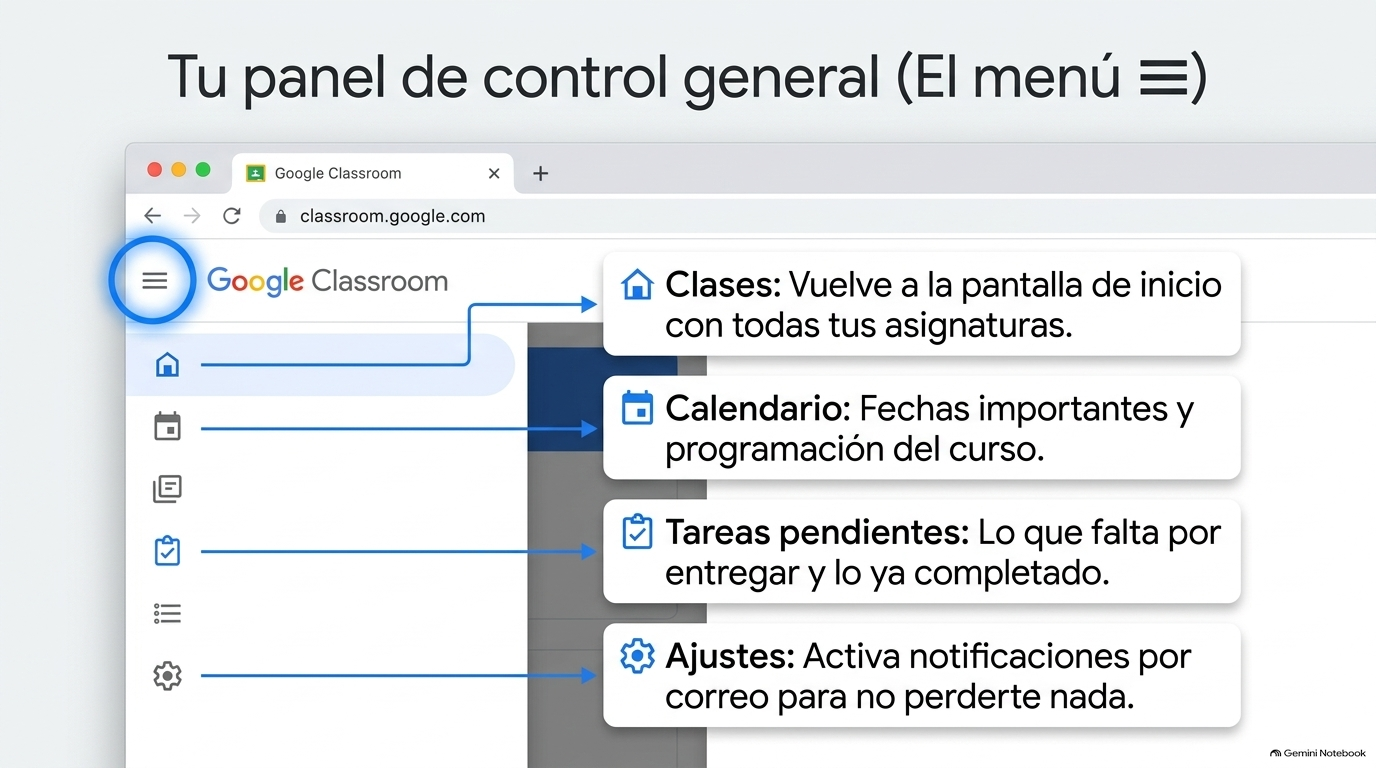 Tu panel de control general (El menú ≡)
Google Classroom
classroom.google.com
Google Classroom
Clases: Vuelve a la pantalla de inicio
con todas tus asignaturas.
Calendario: Fechas importantes y
programación del curso.
Tareas pendientes: Lo que falta por
entregar y lo ya completado.
Ajustes: Activa notificaciones por
correo para no perderte nada.
Gemini Notebook